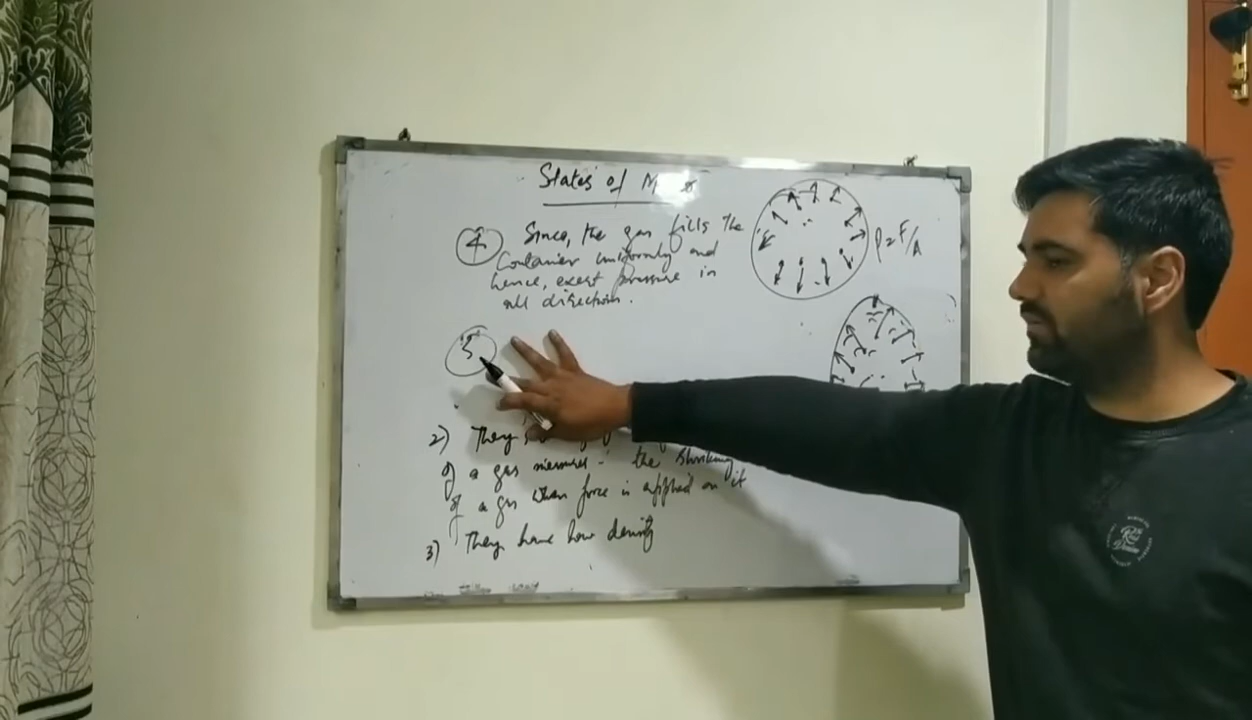 States of
4
Since, the gas fills the
Container uniformly and
hence, exert pressure in
all direction.
P=F/A
5
2) They
of a gas measures the shrinking
of a gas when force is applied on it
3) They have low density